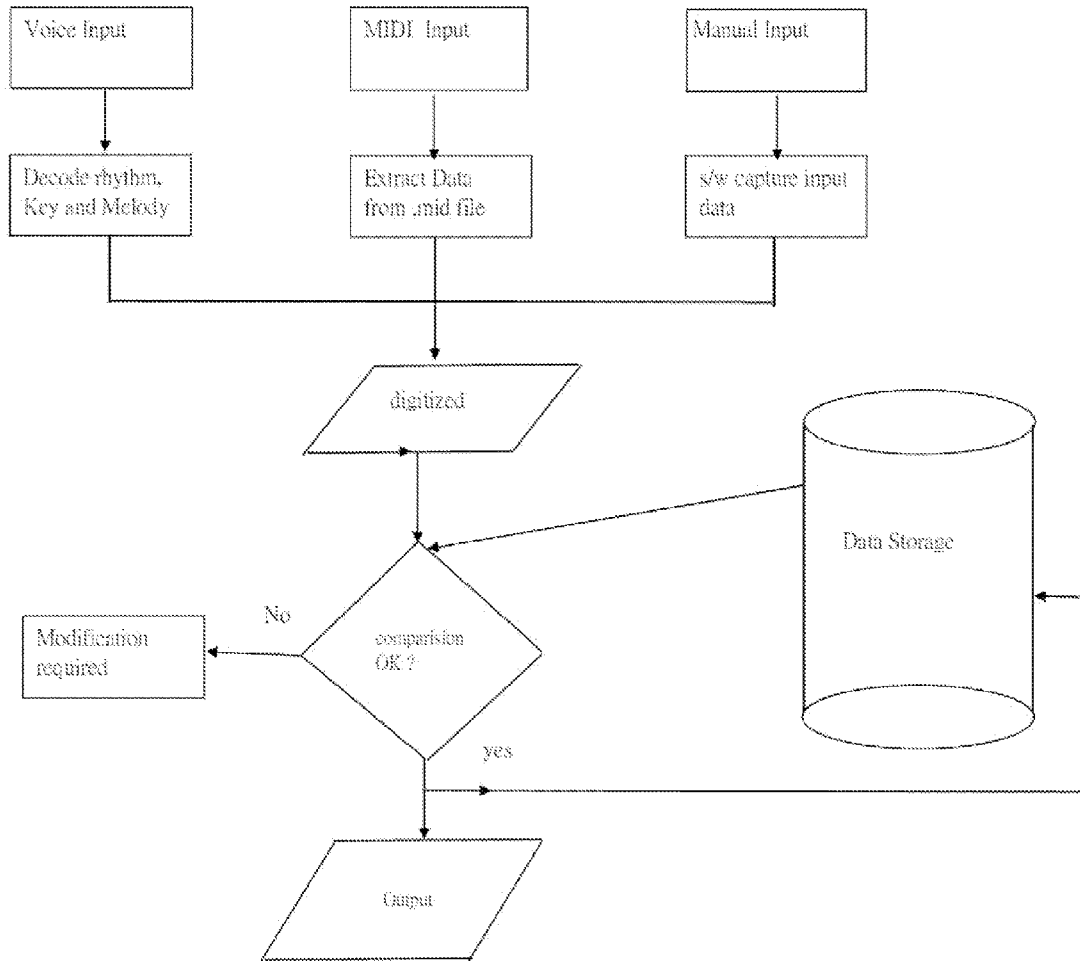 Voice Input
MIDI Input
Manual Input
Decode rhythm,
Key and Melody
Extract Data
from .mid file
s/w capture input
data
digitized
Data Storage
No
Modification
required
comparision
OK ?
yes
Output